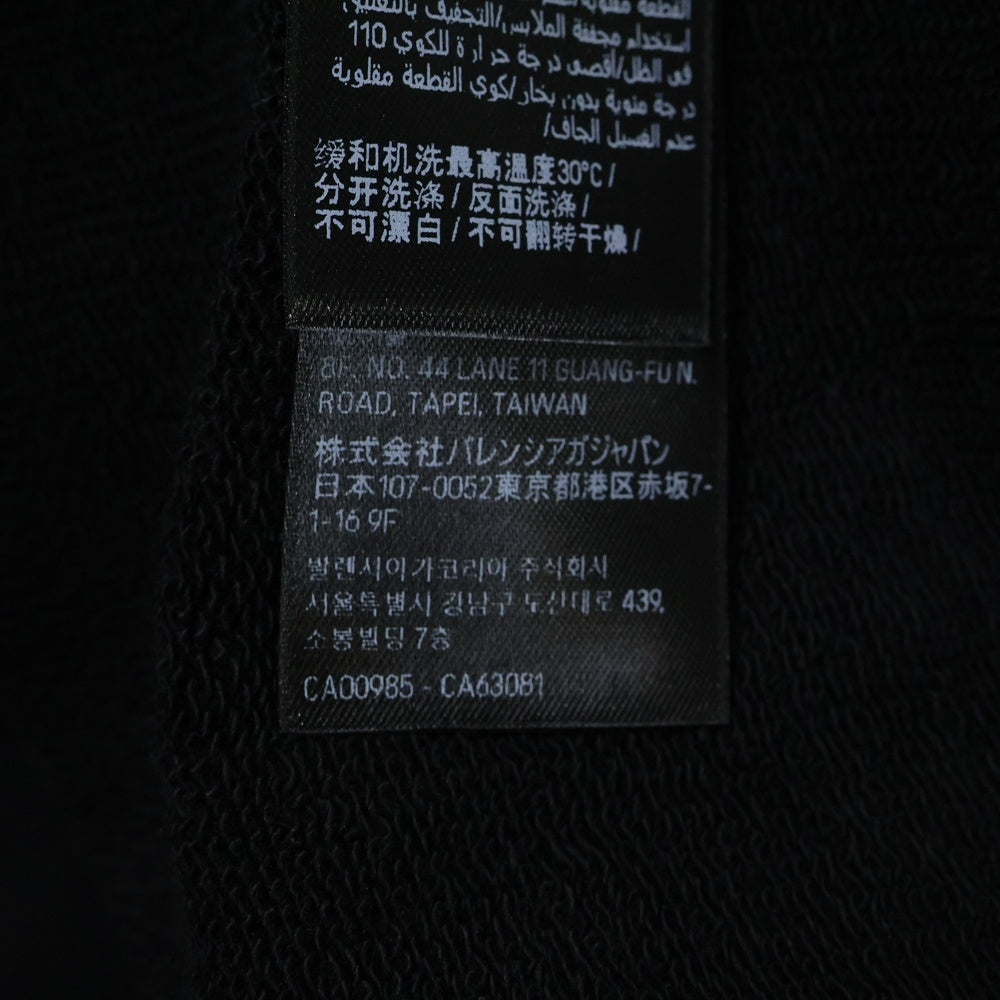 القطعة مقلوبة
استخدام مجففة الملابس/التجفيف بالتعليق
في الظل/أقصى درجة حرارة للكوي 110
درجة مئوية بدون بخار/كوي القطعة مقلوبة
عدم الغسيل الجاف/
缓和机洗最高温度30°C/
分开洗涤/反面洗涤/
不可漂白/不可翻转干燥/
8F., NO. 44 LANE 11 GUANG-FU N.
ROAD, TAPEI, TAIWAN
株式会社バレンシアガジャパン
日本107-0052東京都港区赤坂7-
1-16 9F
발렌시아가코리아 주식회사
서울특별시 강남구 도산대로 439,
소봉빌딩 7층
CA00985 - CA63081